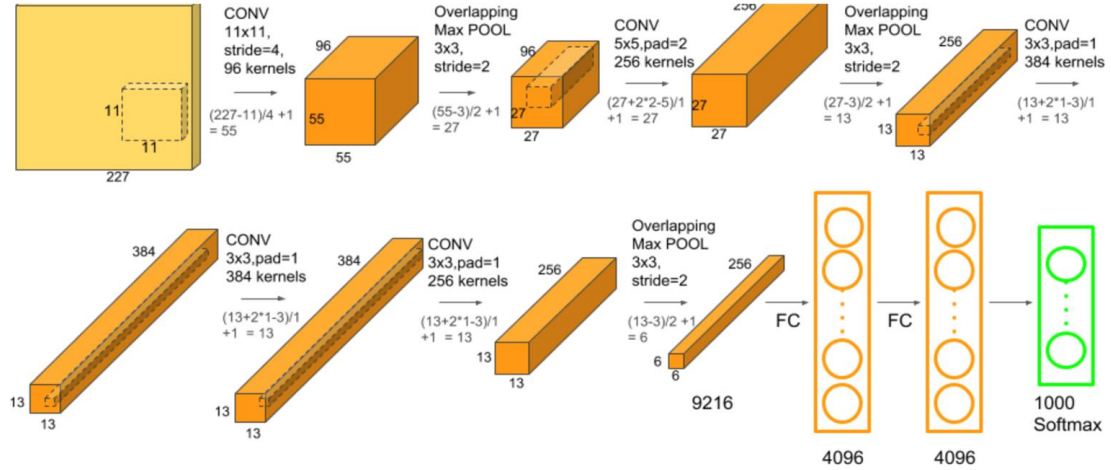 CONV
11x11,
stride=4,
96 kernels
(227-11)/4 +1
= 55
11
11
227
96
55
55
Overlapping
Max POOL
3x3,
stride=2
(55-3)/2 +1
= 27
96
27
27
CONV
5x5,pad=2
256 kernels
(27+2*2-5)/1
+1 = 27
256
27
27
Overlapping
Max POOL
3x3,
stride=2
(27-3)/2 +1
= 13
256
13
13
CONV
3x3,pad=1
384 kernels
(13+2*1-3)/1
+1 = 13
384
13
13
CONV
3x3,pad=1
384 kernels
(13+2*1-3)/1
+1 = 13
384
13
13
CONV
3x3,pad=1
256 kernels
(13+2*1-3)/1
+1 = 13
256
13
13
Overlapping
Max POOL
3x3,
stride=2
(13-3)/2 +1
= 6
256
6
6
9216
FC
4096
FC
4096
1000
Softmax